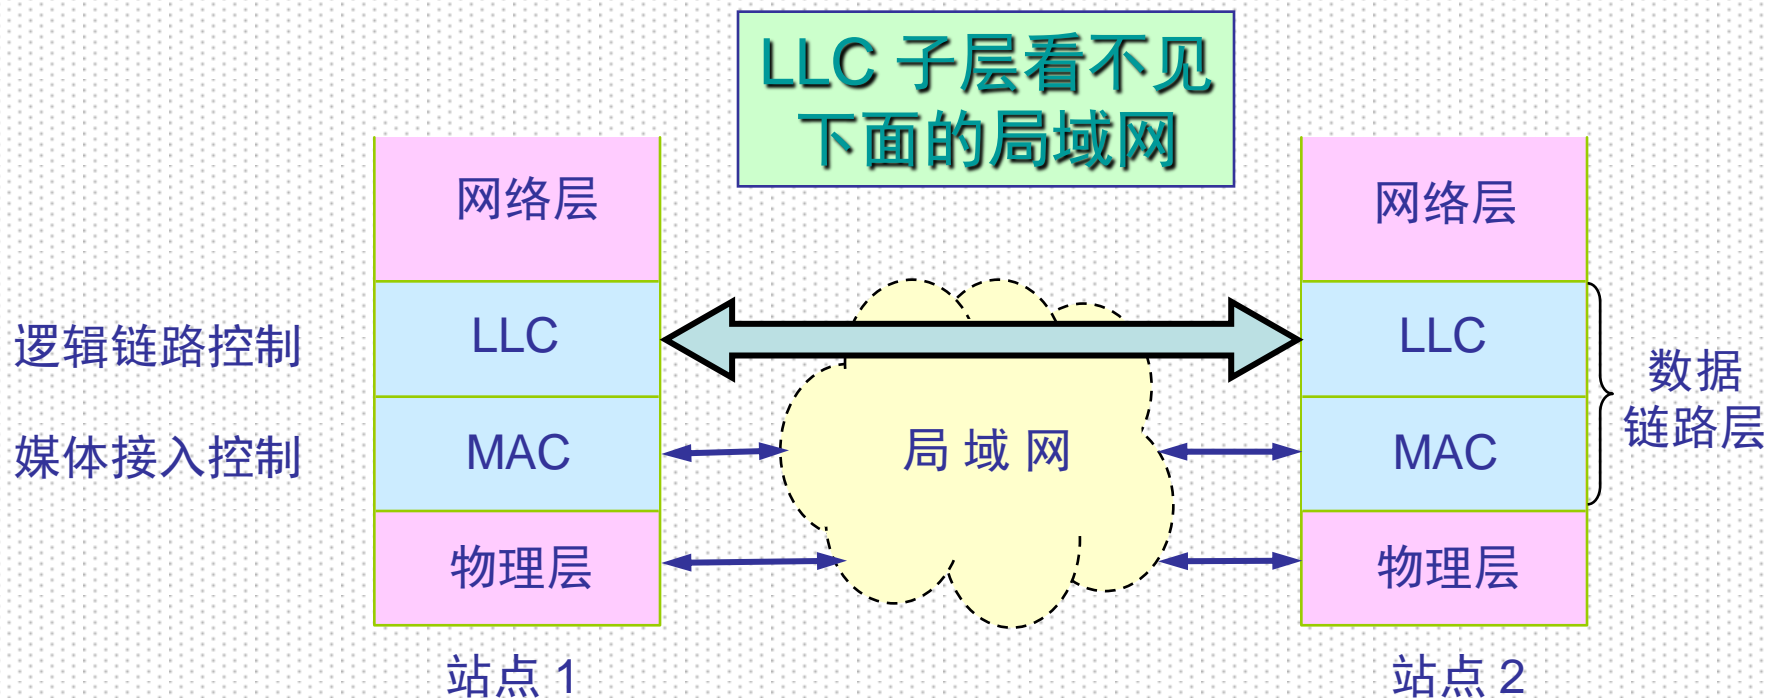 LLC 子层看不见
下面的局域网
网络层
网络层
逻辑链路控制
LLC
LLC
数据
链路层
媒体接入控制
MAC
局 域 网
MAC
物理层
物理层
站点 1
站点 2